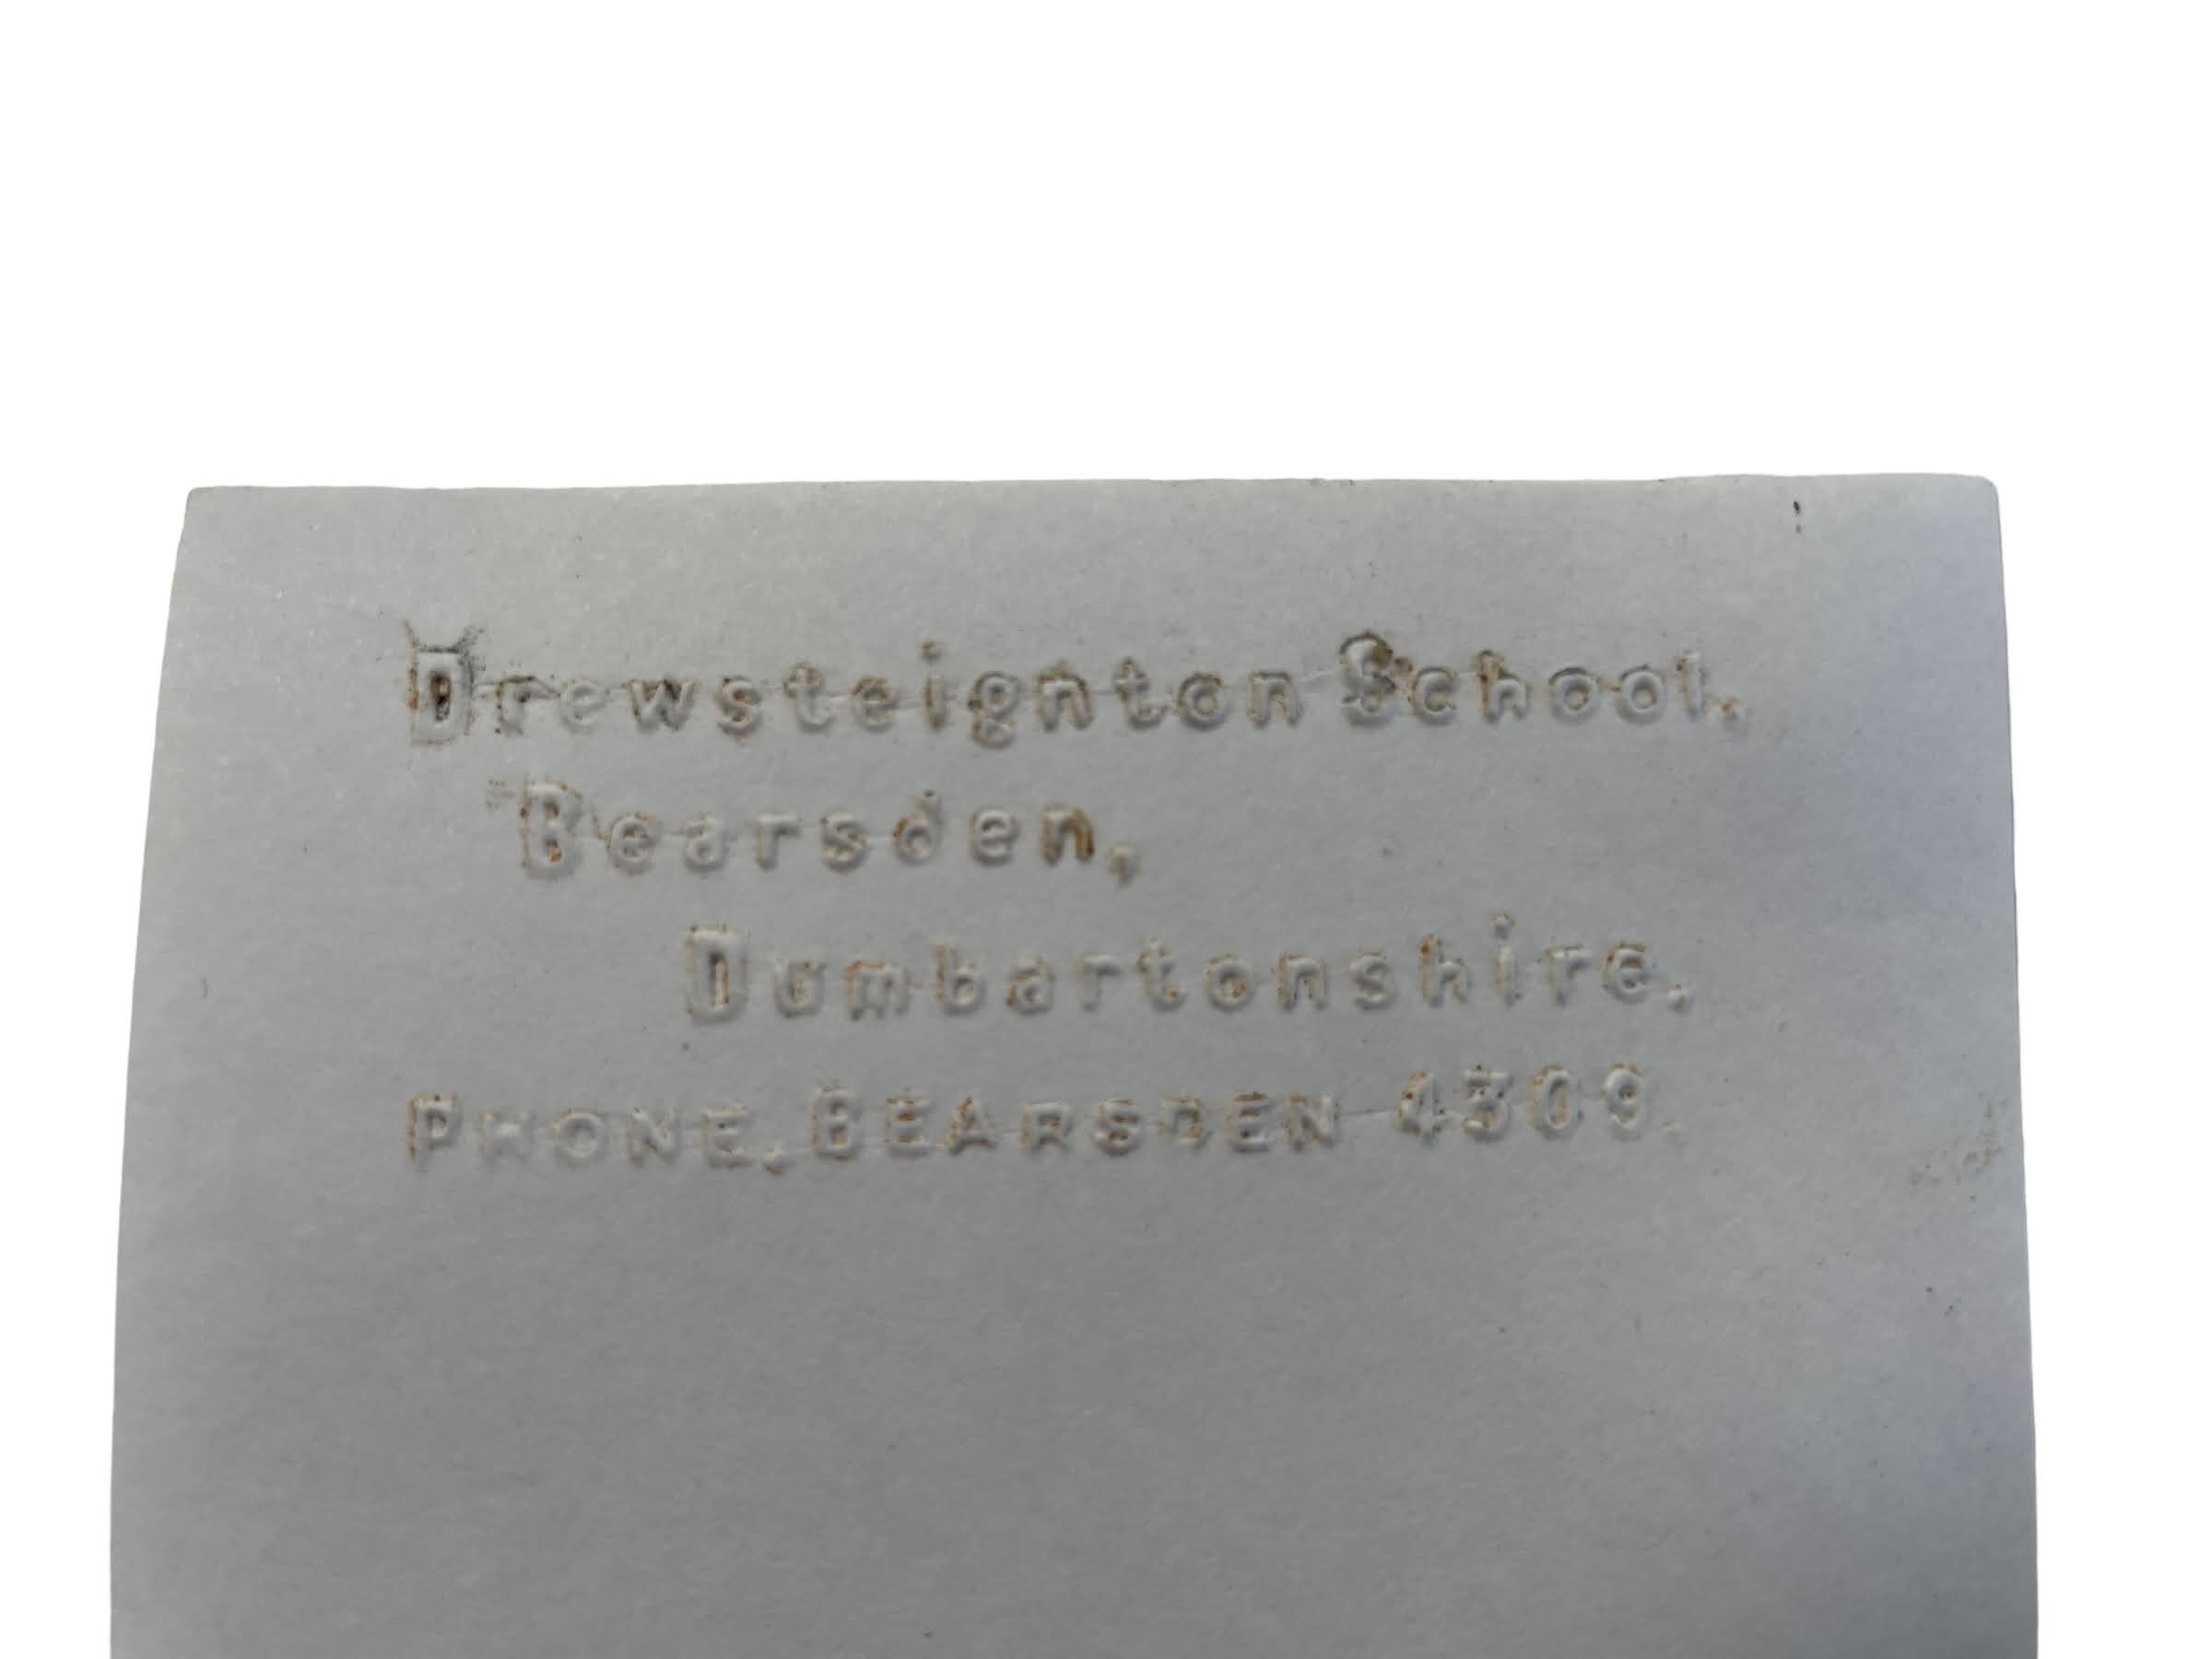 Drewsteignton School.
Bearsden,
Dumbartonshire.
PHONE. BEARSDEN 4309.